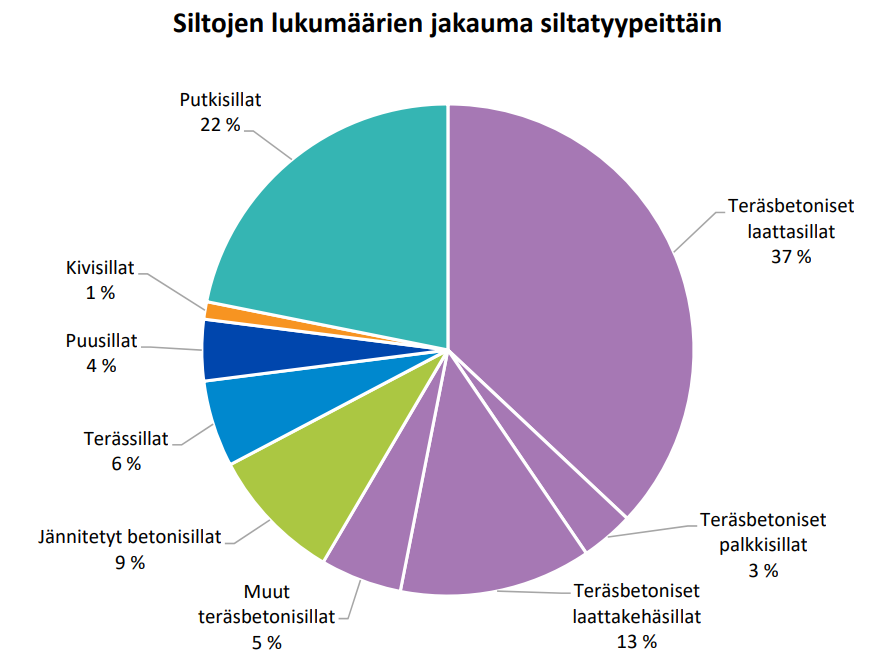 Siltojen lukumäärien jakauma siltatyypeittäin
Putkisillat
22 %
Teräsbetoniset
laattasillat
37 %
Kivisillat
1 %
Puusillat
4 %
Terässillat
6 %
Jännitetyt betonisillat
9 %
Muut
teräsbetonisillat
5 %
Teräsbetoniset
laattakehäsillat
13 %
Teräsbetoniset
palkkisillat
3 %